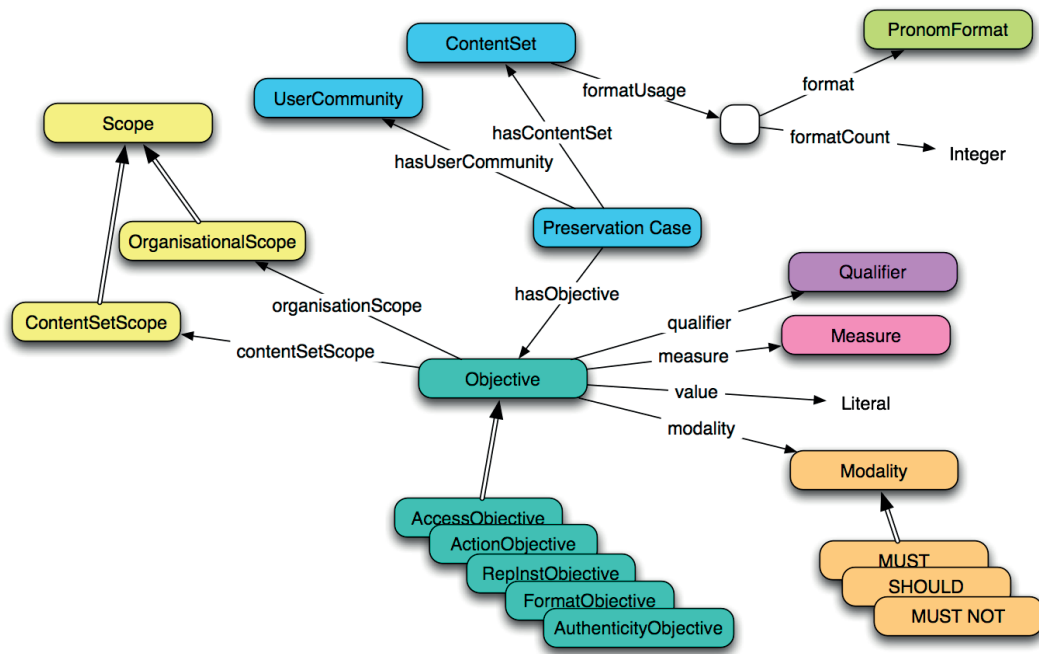 ContentSet
PronomFormat
formatUsage
format
UserCommunity
Scope
hasContentSet
formatCount
Integer
hasUserCommunity
OrganisationalScope
Preservation Case
Qualifier
organisationScope
hasObjective
ContentSetScope
qualifier
Measure
contentSetScope
measure
Objective
value
Literal
modality
Modality
AccessObjective
ActionObjective
MUST
RepInstObjective
SHOULD
FormatObjective
MUST NOT
AuthenticityObjective